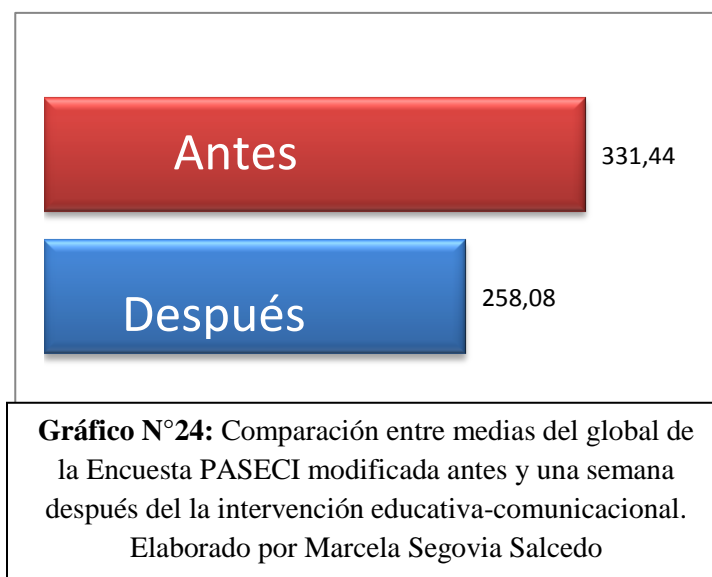 Antes
331,44
Después
258,08
Gráfico N°24: Comparación entre medias del global de
la Encuesta PASECI modificada antes y una semana
después del la intervención educativa-comunicacional.
Elaborado por Marcela Segovia Salcedo